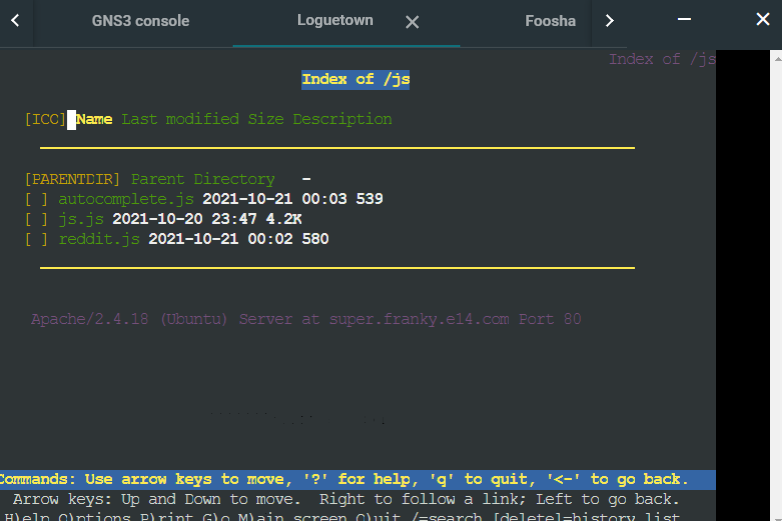 GNS3 console Loguetown Foosha
Index of /js
Index of /js
[ICC] Name Last modified Size Description
[PARENTDIR] Parent Directory -
[ ] autocomplete.js 2021-10-21 00:03 539
[ ] js.js 2021-10-20 23:47 4.2K
[ ] reddit.js 2021-10-21 00:02 580
Apache/2.4.18 (Ubuntu) Server at super.franky.e14.com Port 80
Commands: Use arrow keys to move, '?' for help, 'q' to quit, '<-' to go back.
Arrow keys: Up and Down to move. Right to follow a link; Left to go back.
H)elp O)ptions P)rint G)o M)ain screen Q)uit /=search [delete]=history list